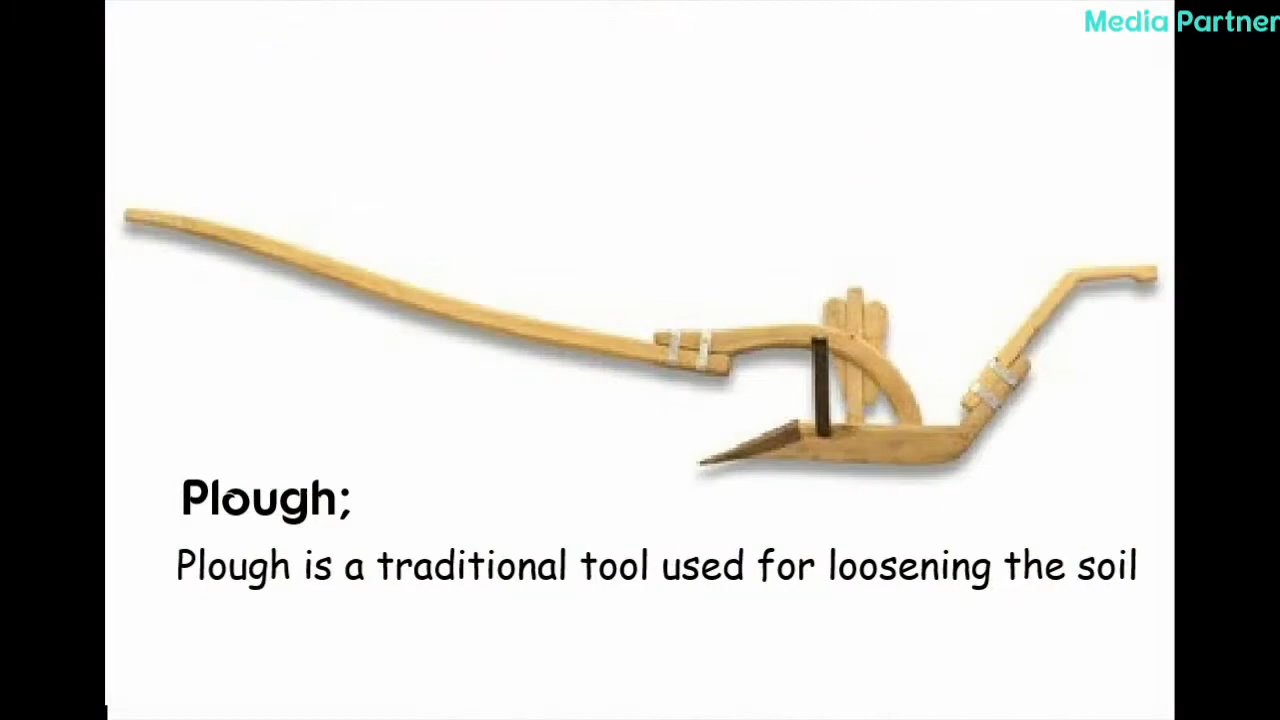 Media Partner
Plough;
Plough is a traditional tool used for loosening the soil